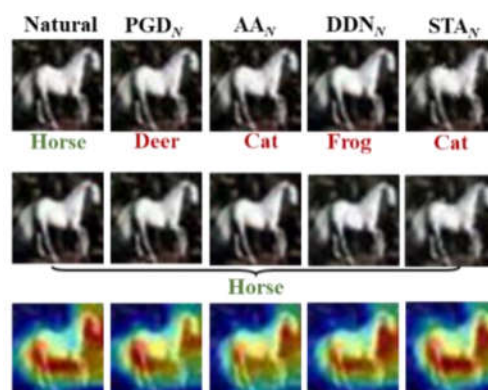 Natural PGD_N AA_N DDN_N STA_N
Horse Deer Cat Frog Cat
Horse